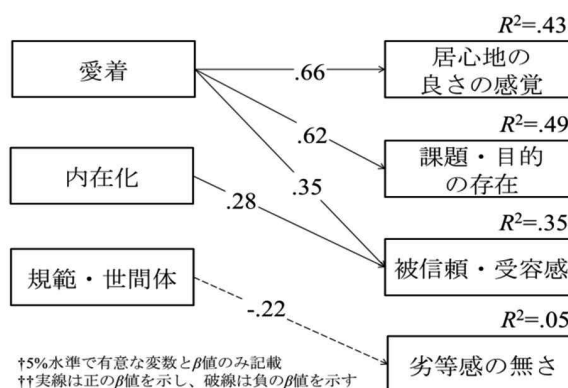 R²=.43
愛着
.66
居心地の
良さの感覚
R²=.49
.62
課題・目的
の存在
内在化
.35
.28
R²=.35
規範・世間体
被信頼・受容感
-.22
R²=.05
劣等感の無さ
†5%水準で有意な変数とβ値のみ記載
††実線は正のβ値を示し、破線は負のβ値を示す